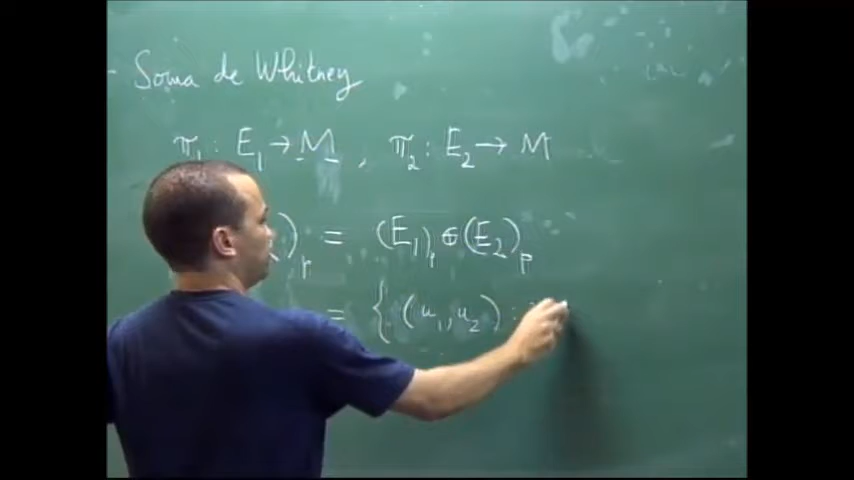 - Soma de Whitney
π₁ : E₁ → M , π₂ : E₂ → M
)ₚ = (E₁)ₚ ⊕ (E₂)ₚ
= { (u₁, u₂) :